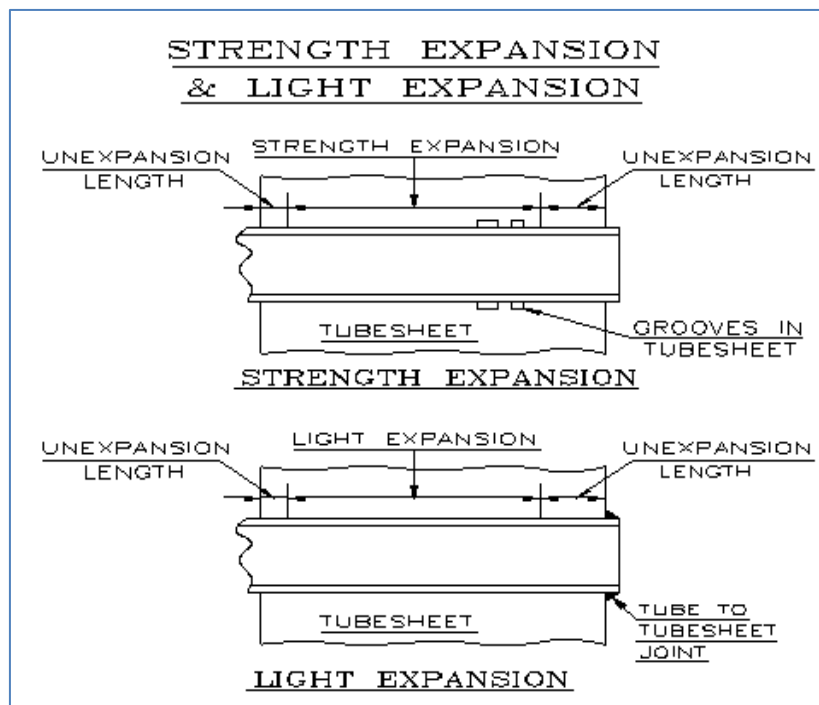 STRENGTH EXPANSION
& LIGHT EXPANSION
STRENGTH EXPANSION
UNEXPANSION
LENGTH
UNEXPANSION
LENGTH
TUBESHEET
GROOVES IN
TUBESHEET
STRENGTH EXPANSION
LIGHT EXPANSION
UNEXPANSION
LENGTH
UNEXPANSION
LENGTH
TUBESHEET
TUBE TO
TUBESHEET
JOINT
LIGHT EXPANSION